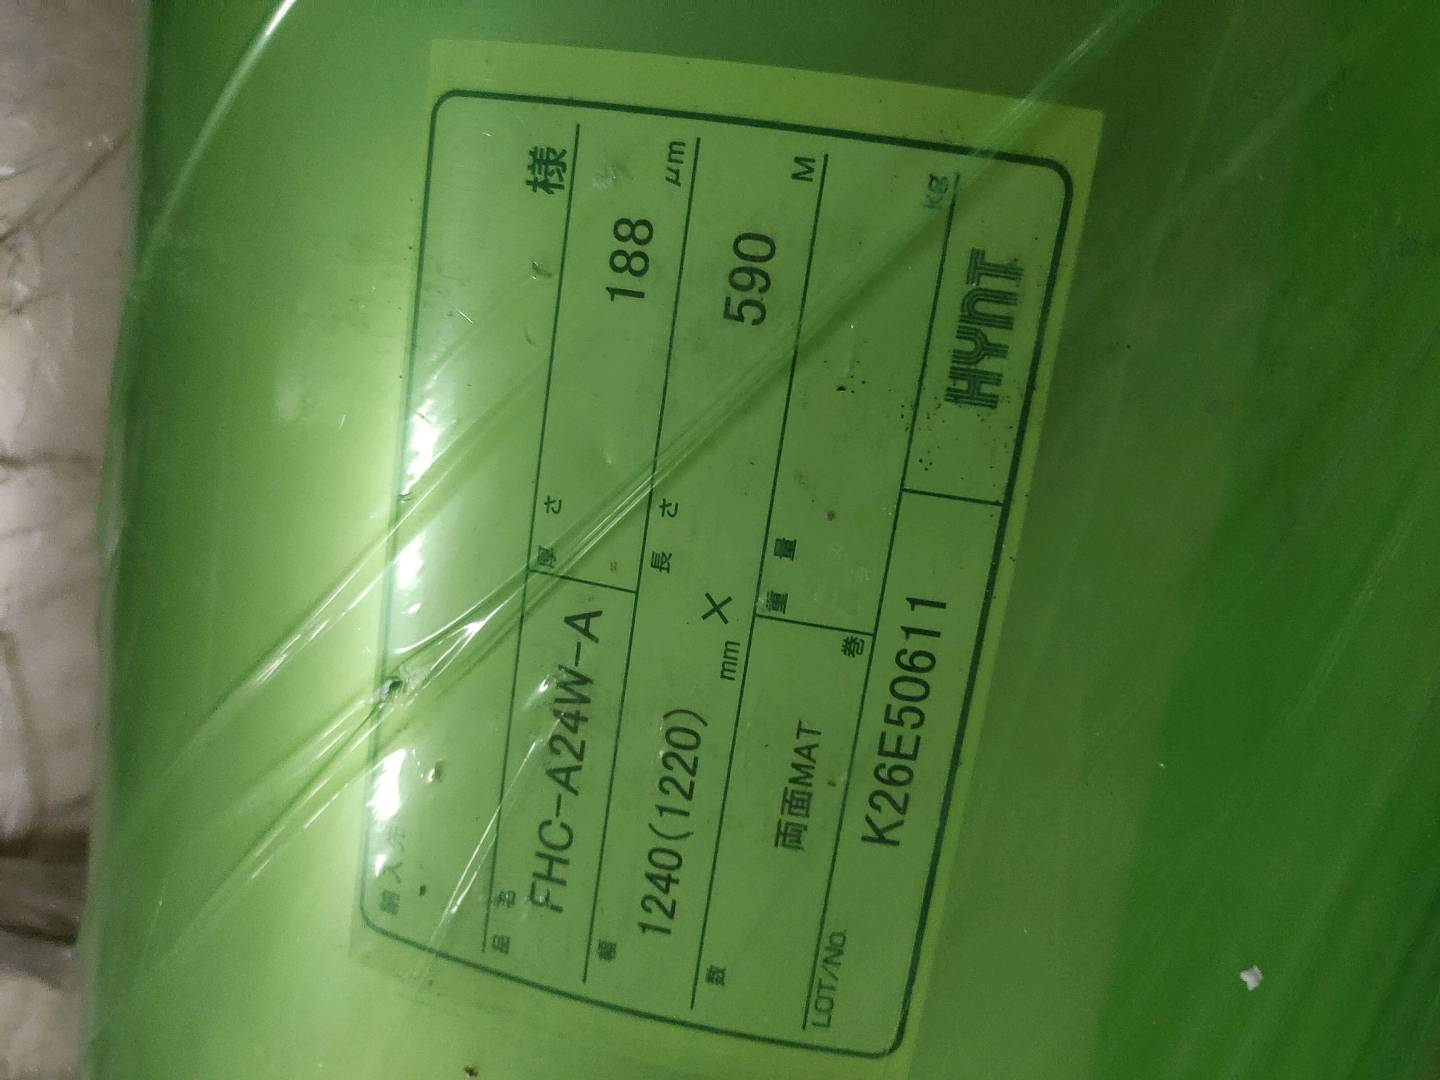 納入先
様
品名 厚さ
FHC-A24W-A 188 μm
幅 長さ
1240(1220) mm × 590 M
数 重量
両面MAT 巻 kg
LOT/No.
K26E50611 HYNT